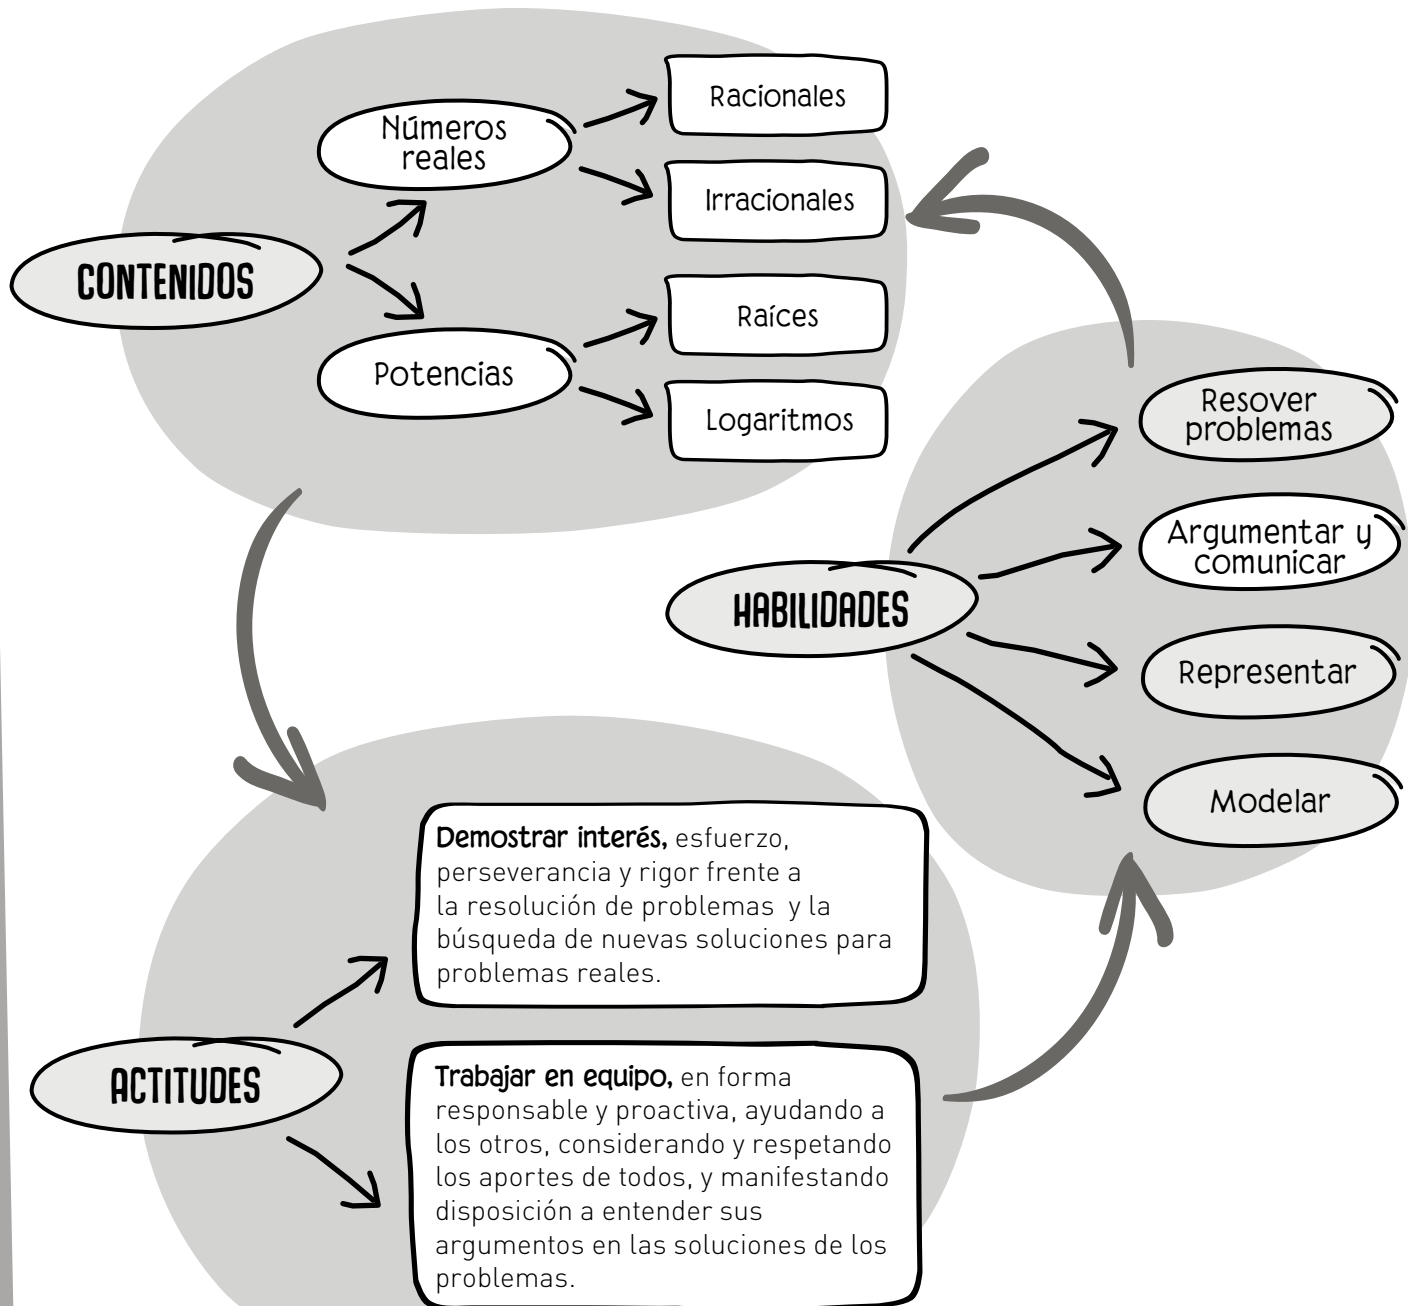 CONTENIDOS
Números
reales
Racionales
Irracionales
Potencias
Raíces
Logaritmos
HABILIDADES
Resover
problemas
Argumentar y
comunicar
Representar
Modelar
ACTITUDES
Demostrar interés, esfuerzo,
perseverancia y rigor frente a
la resolución de problemas y la
búsqueda de nuevas soluciones para
problemas reales.
Trabajar en equipo, en forma
responsable y proactiva, ayudando a
los otros, considerando y respetando
los aportes de todos, y manifestando
disposición a entender sus
argumentos en las soluciones de los
problemas.